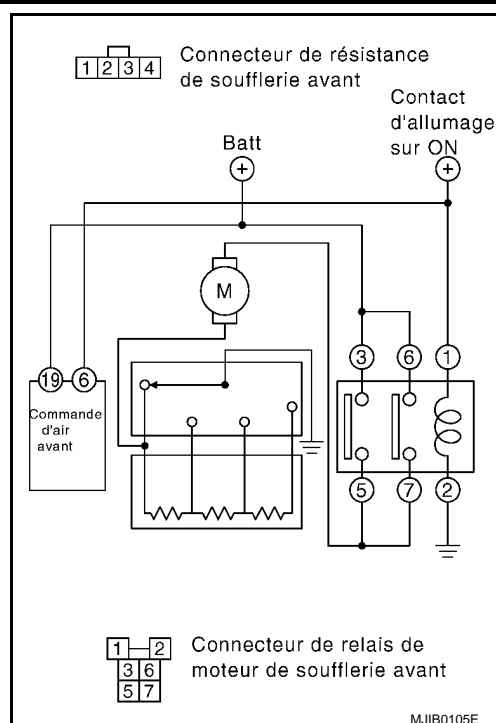 1 2 3 4
Connecteur de résistance
de soufflerie avant
Contact
d'allumage
sur ON
Batt
+
+
M
3 6 1
19 6
Commande
d'air
avant
5 7 2
1 2
3 6
5 7
Connecteur de relais de
moteur de soufflerie avant
MJIB0105E